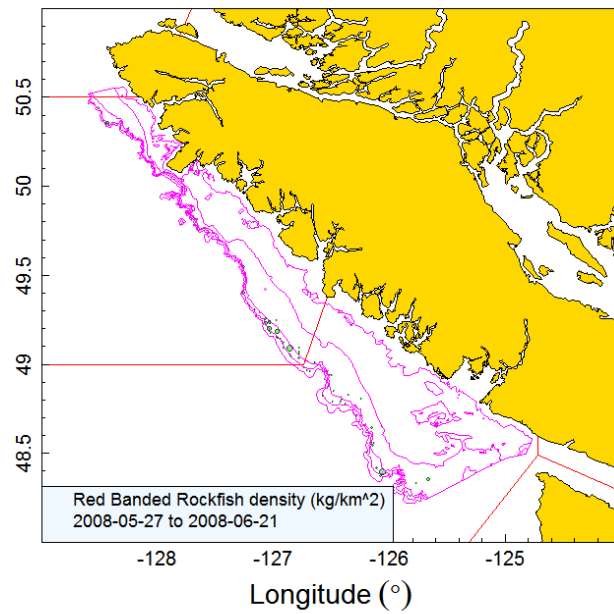 50.5
50
49.5
49
48.5
Red Banded Rockfish density (kg/km^2)
2008-05-27 to 2008-06-21
-128 -127 -126 -125
Longitude (°)